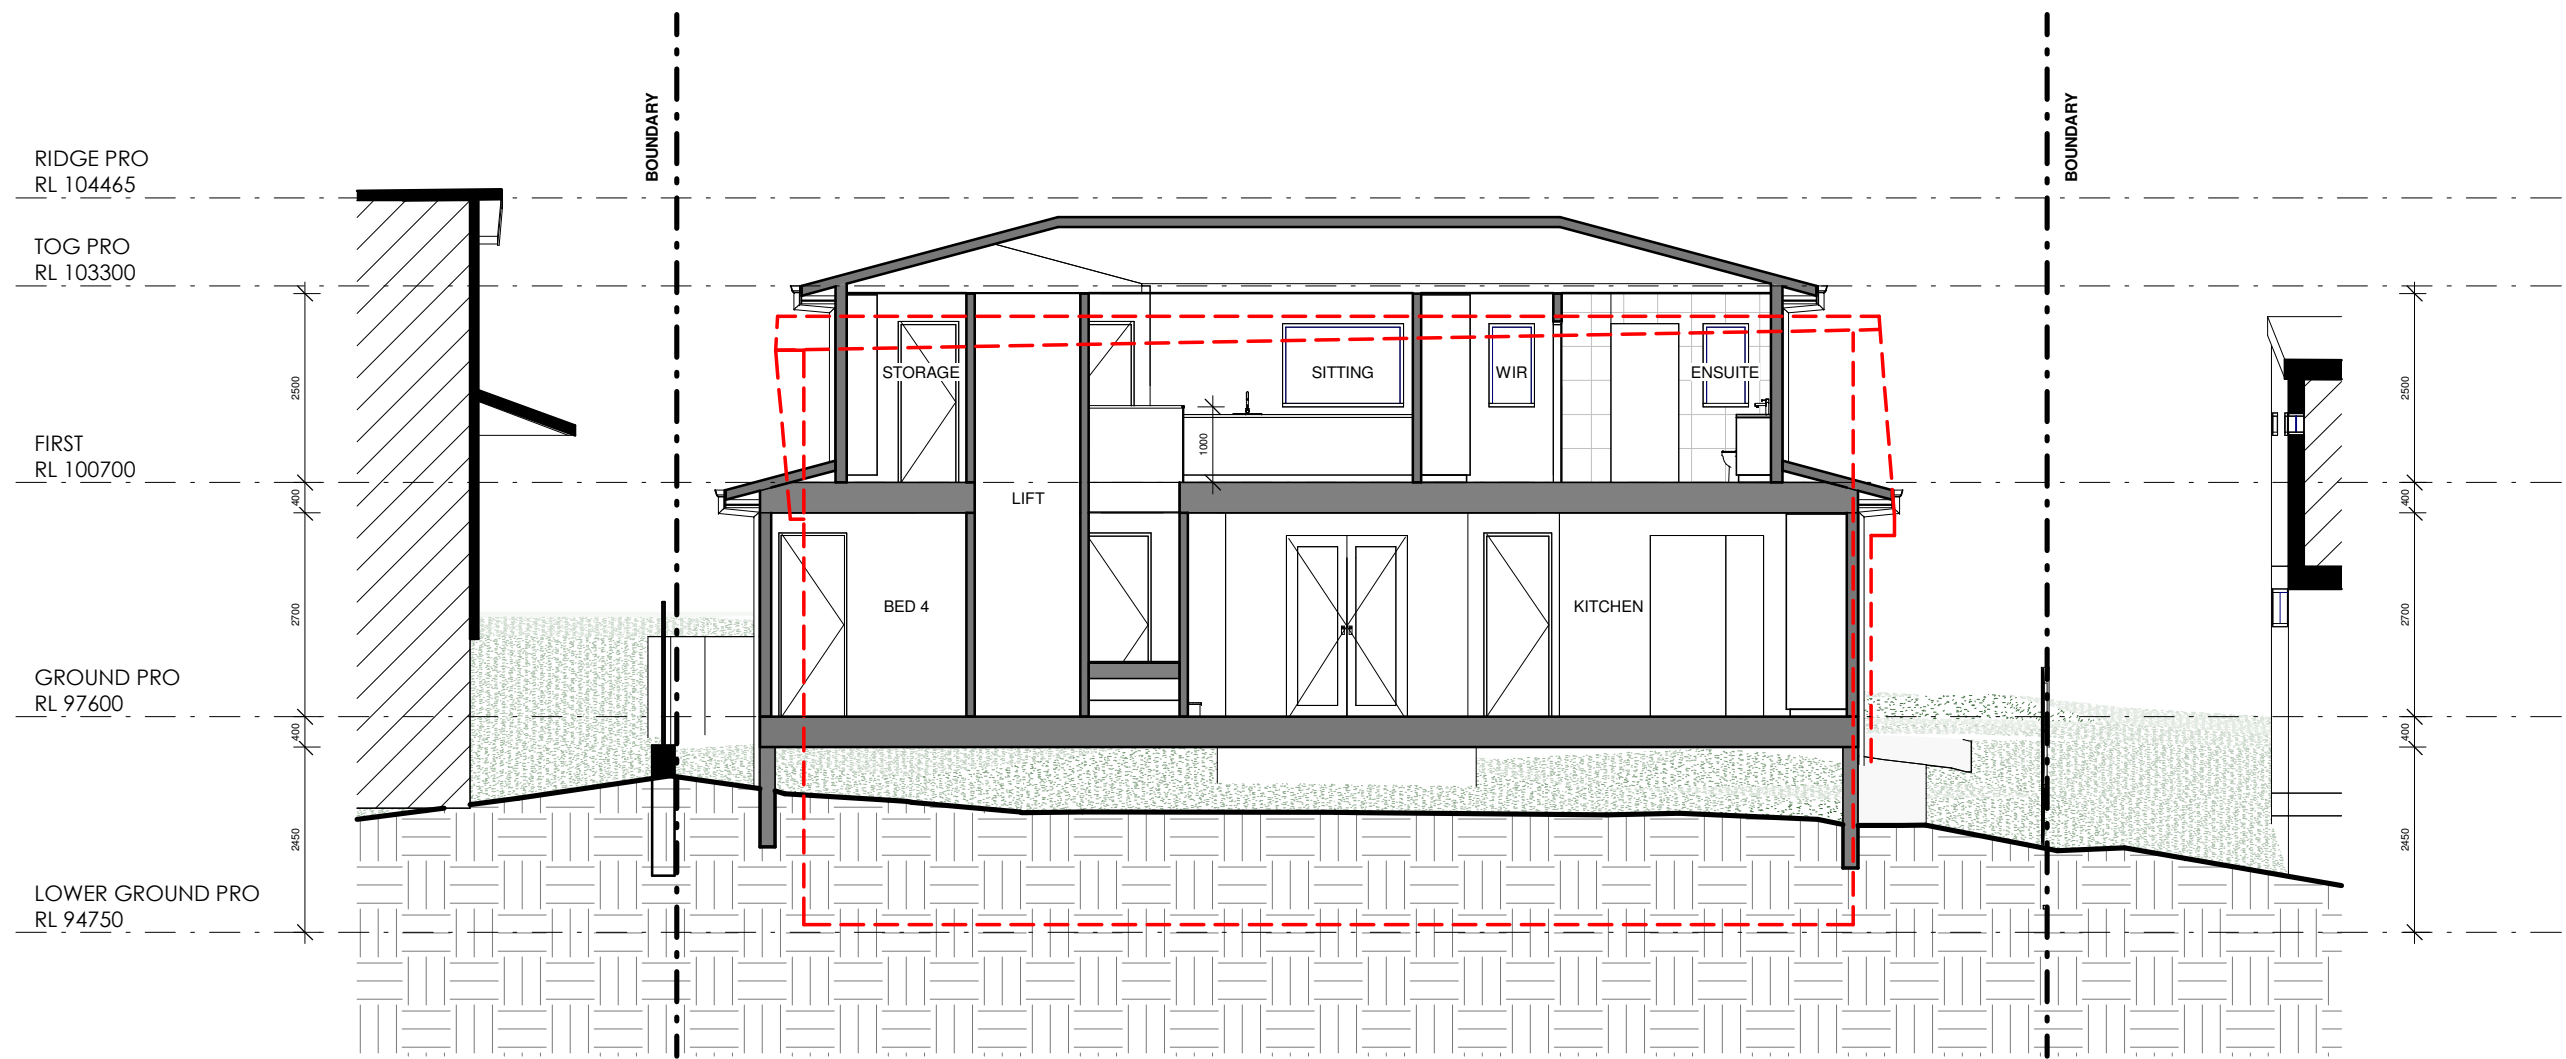 BOUNDARY
BOUNDARY
RIDGE PRO
RL 104465
TOG PRO
RL 103300
2500
2500
STORAGE
SITTING
WIR
ENSUITE
FIRST
RL 100700
1000
400
LIFT
400
2700
BED 4
KITCHEN
2700
GROUND PRO
RL 97600
400
400
2450
2450
LOWER GROUND PRO
RL 94750